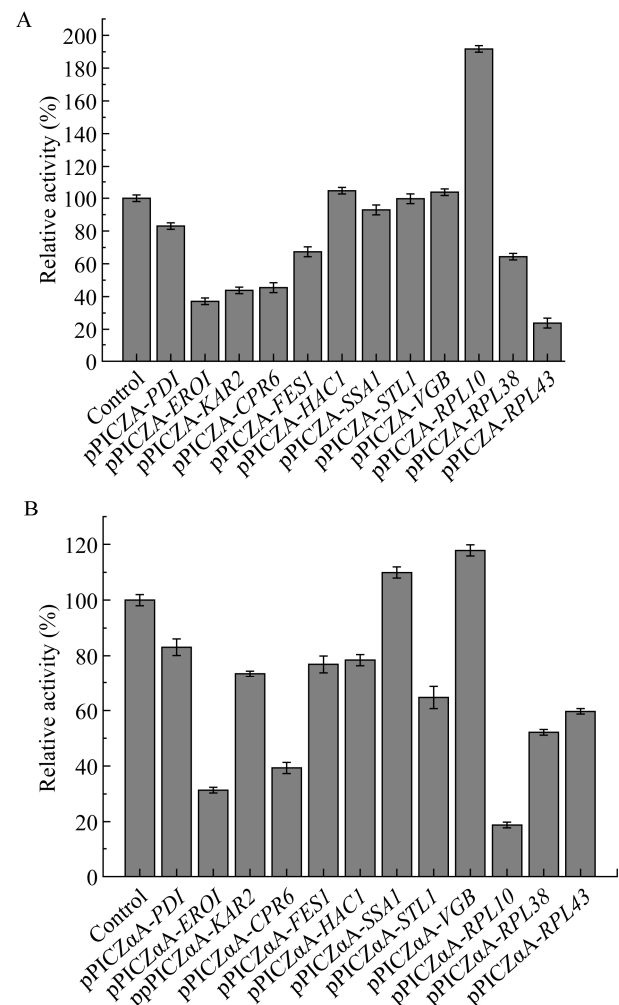 A
Relative activity (%)
200
180
160
140
120
100
80
60
40
20
0
Control
pPICZA-PDI
pPICZA-EROI
pPICZA-KAR2
pPICZA-CPR6
pPICZA-FES1
pPICZA-HAC1
pPICZA-SSA1
pPICZA-STL1
pPICZA-VGB
pPICZA-RPL10
pPICZA-RPL38
pPICZA-RPL43
B
Relative activity (%)
120
100
80
60
40
20
0
Control
pPICZαA-PDI
pPICZαA-EROI
ppPICZαA-KAR2
pPICZαA-CPR6
pPICZαA-FES1
pPICZαA-HAC1
pPICZαA-SSA1
pPICZαA-STL1
pPICZαA-VGB
pPICZαA-RPL10
pPICZαA-RPL38
pPICZαA-RPL43